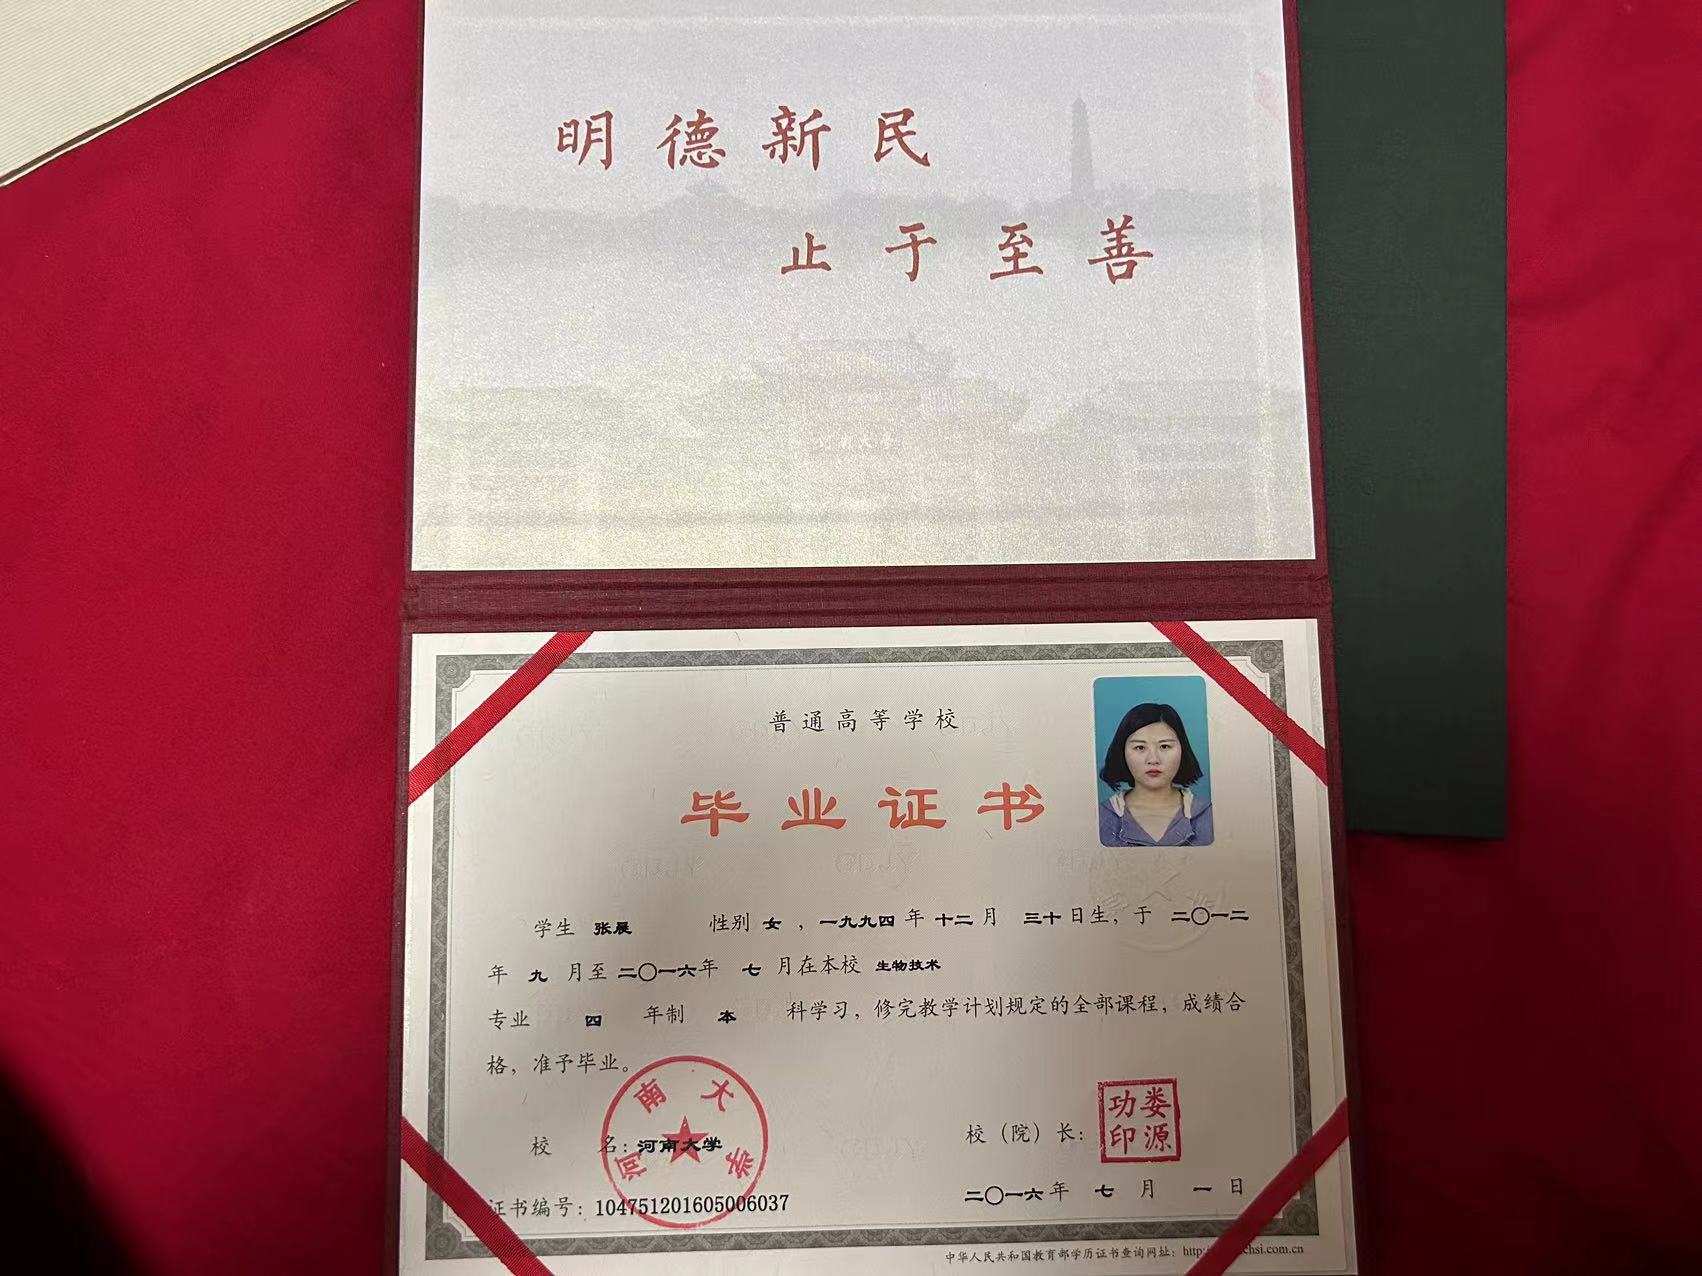 明德新民
止于至善
普通高等学校
毕业证书
学生 张展 性别 女 ，一九九四 年 十二 月 三十 日生，于 二〇一二
年 九 月至 二〇一六 年 七 月在本校 生物技术
专业 四 年制 本 科学习，修完教学计划规定的全部课程，成绩合
格，准予毕业。
河南大学
校 名：河南大学
校（院）长：
娄源功印
证书编号：104751201605006037
二〇一六 年 七 月 一 日
中华人民共和国教育部学历证书查询网址：